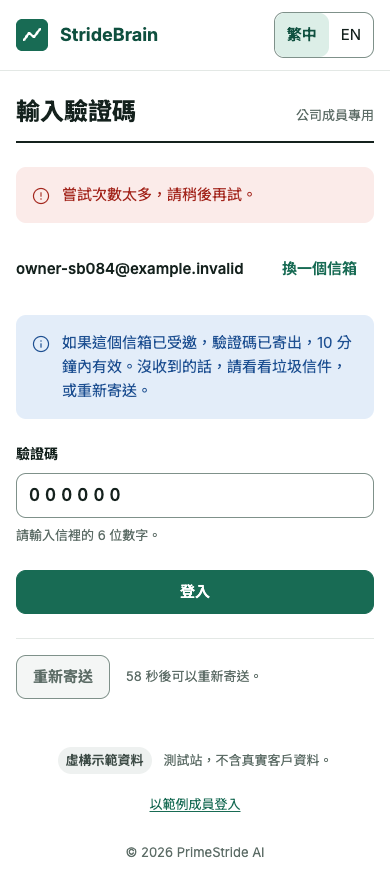 StrideBrain
繁中 EN
輸入驗證碼
公司成員專用
嘗試次數太多，請稍後再試。
owner-sb084@example.invalid 換一個信箱
如果這個信箱已受邀，驗證碼已寄出，10 分
鐘內有效。沒收到的話，請看看垃圾信件，
或重新寄送。
驗證碼
000000
請輸入信裡的 6 位數字。
登入
重新寄送 58 秒後可以重新寄送。
虛構示範資料 測試站，不含真實客戶資料。
以範例成員登入
© 2026 PrimeStride AI